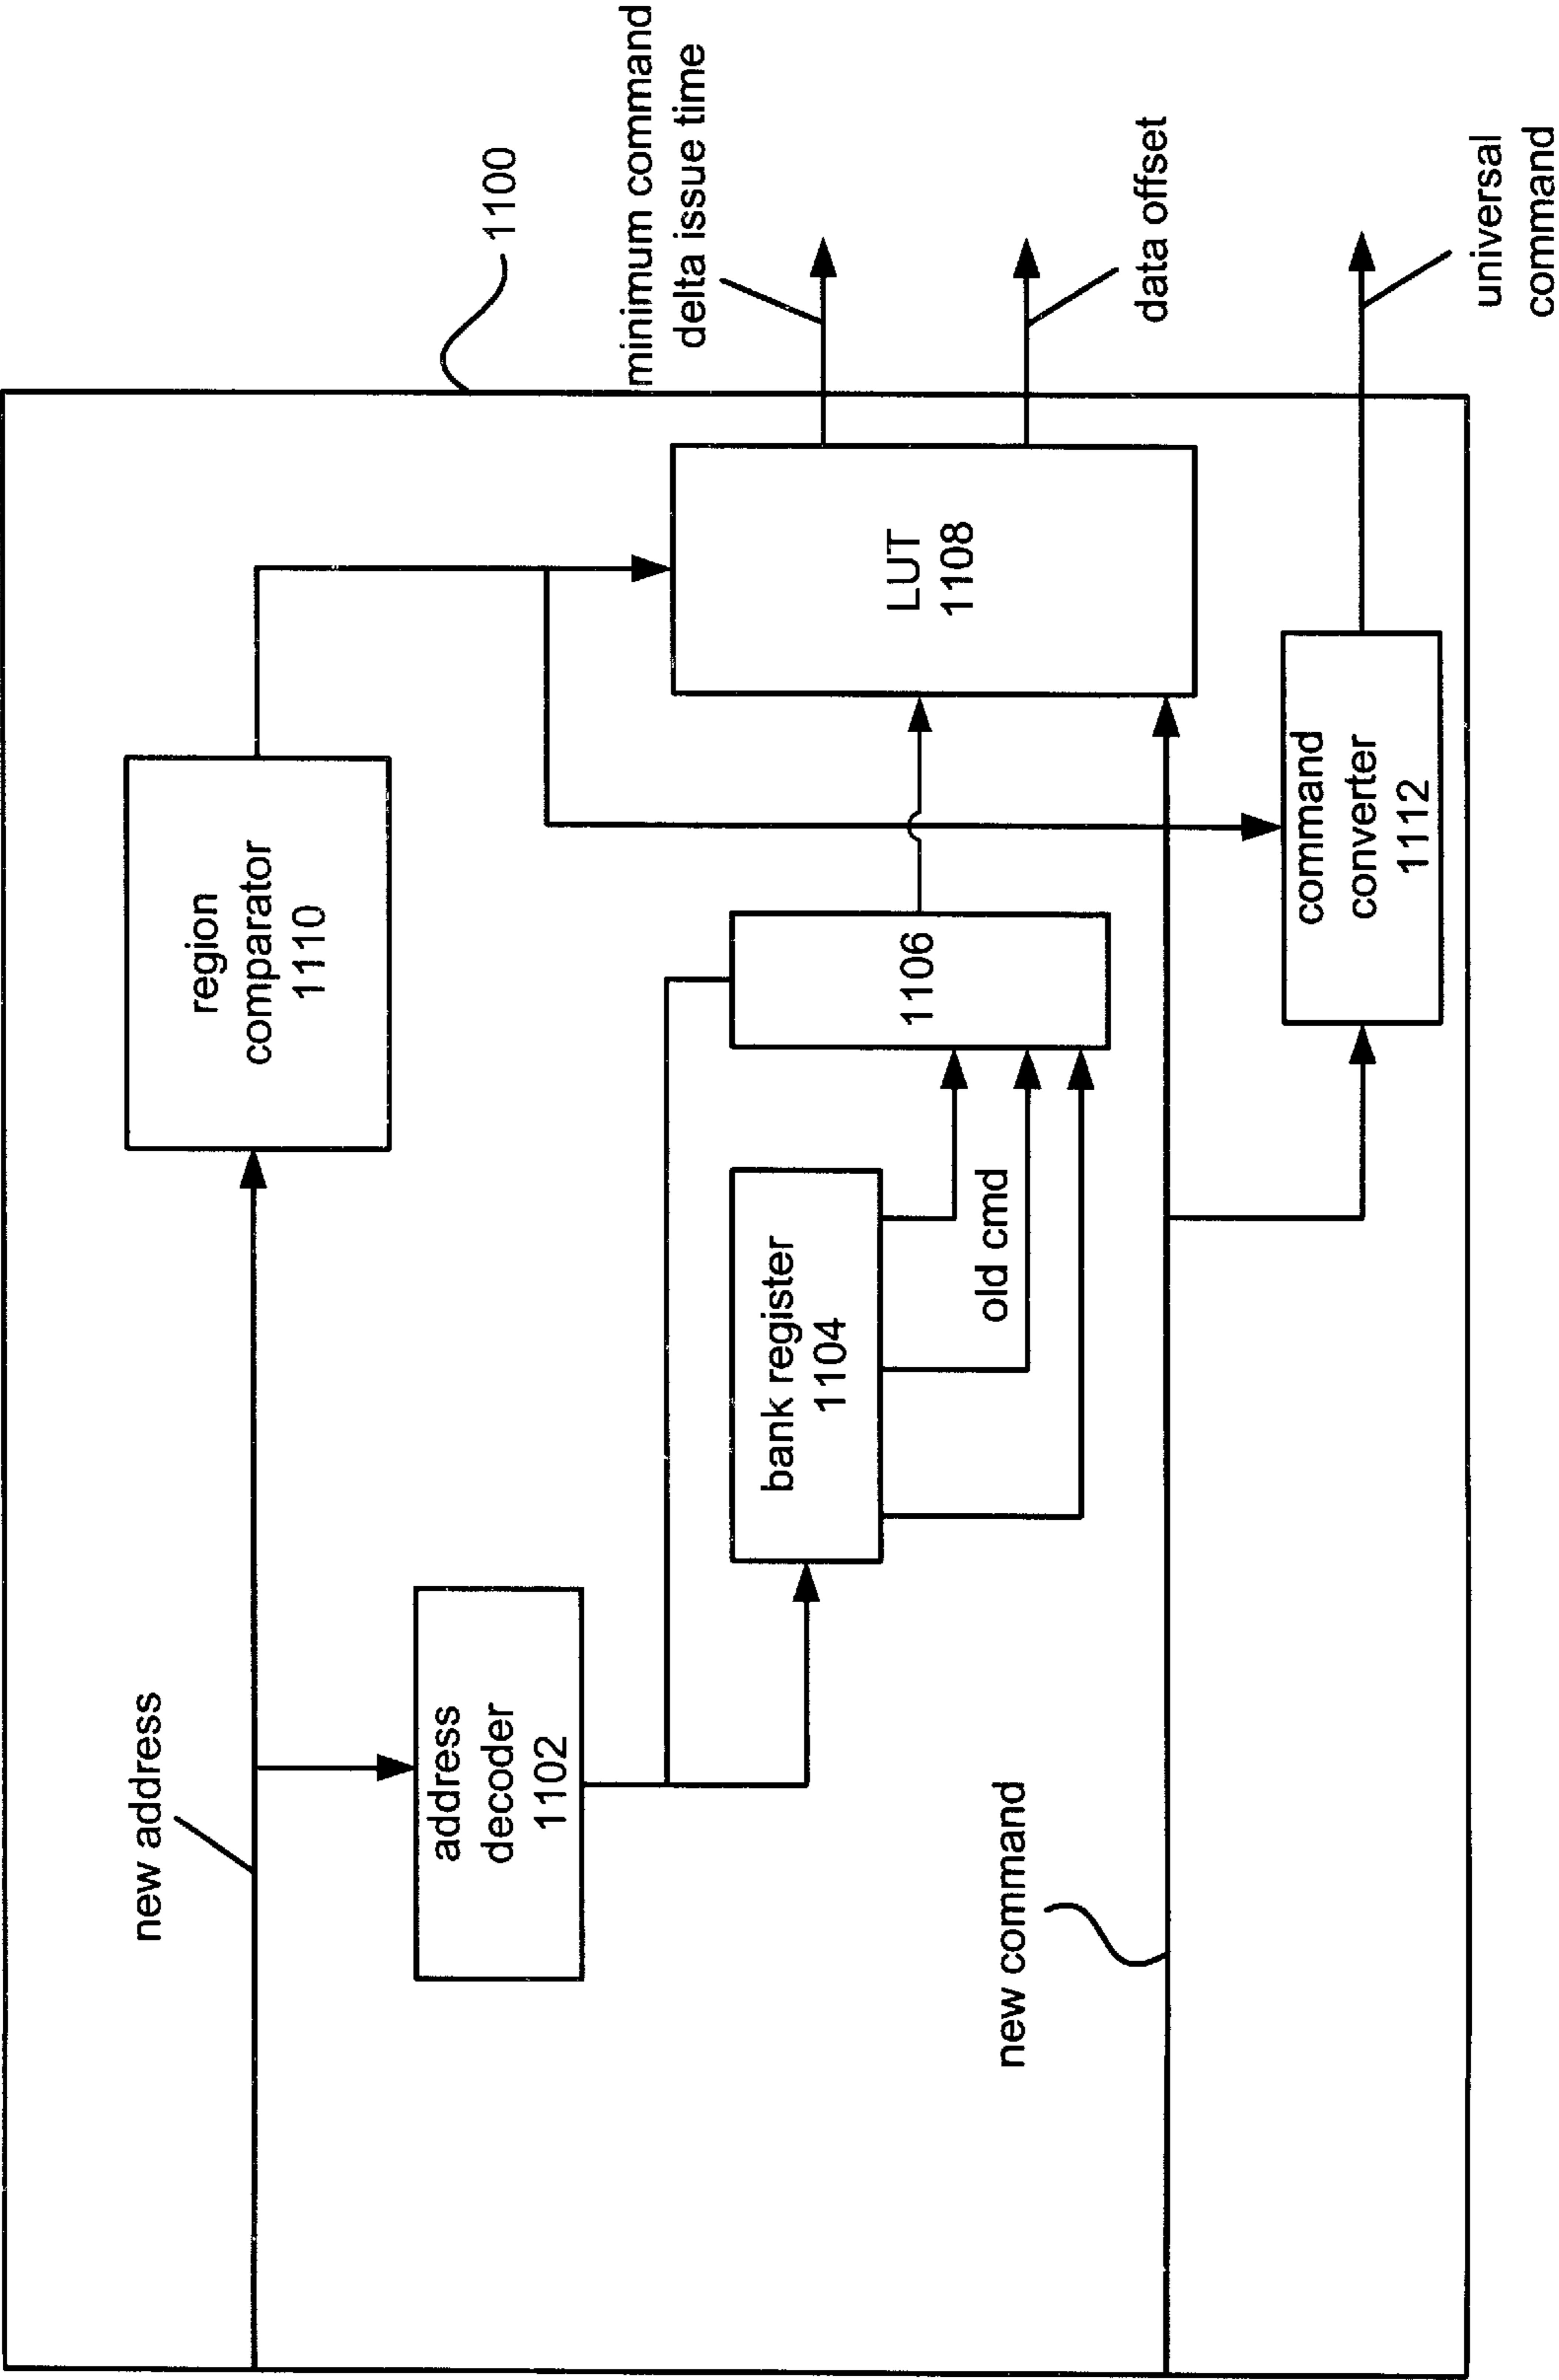 1100
new address
region
comparator
1110
minimum command
delta issue time
address
decoder
1102
bank register
1104
old cmd
1106
LUT
1108
data offset
new command
command
converter
1112
universal
command